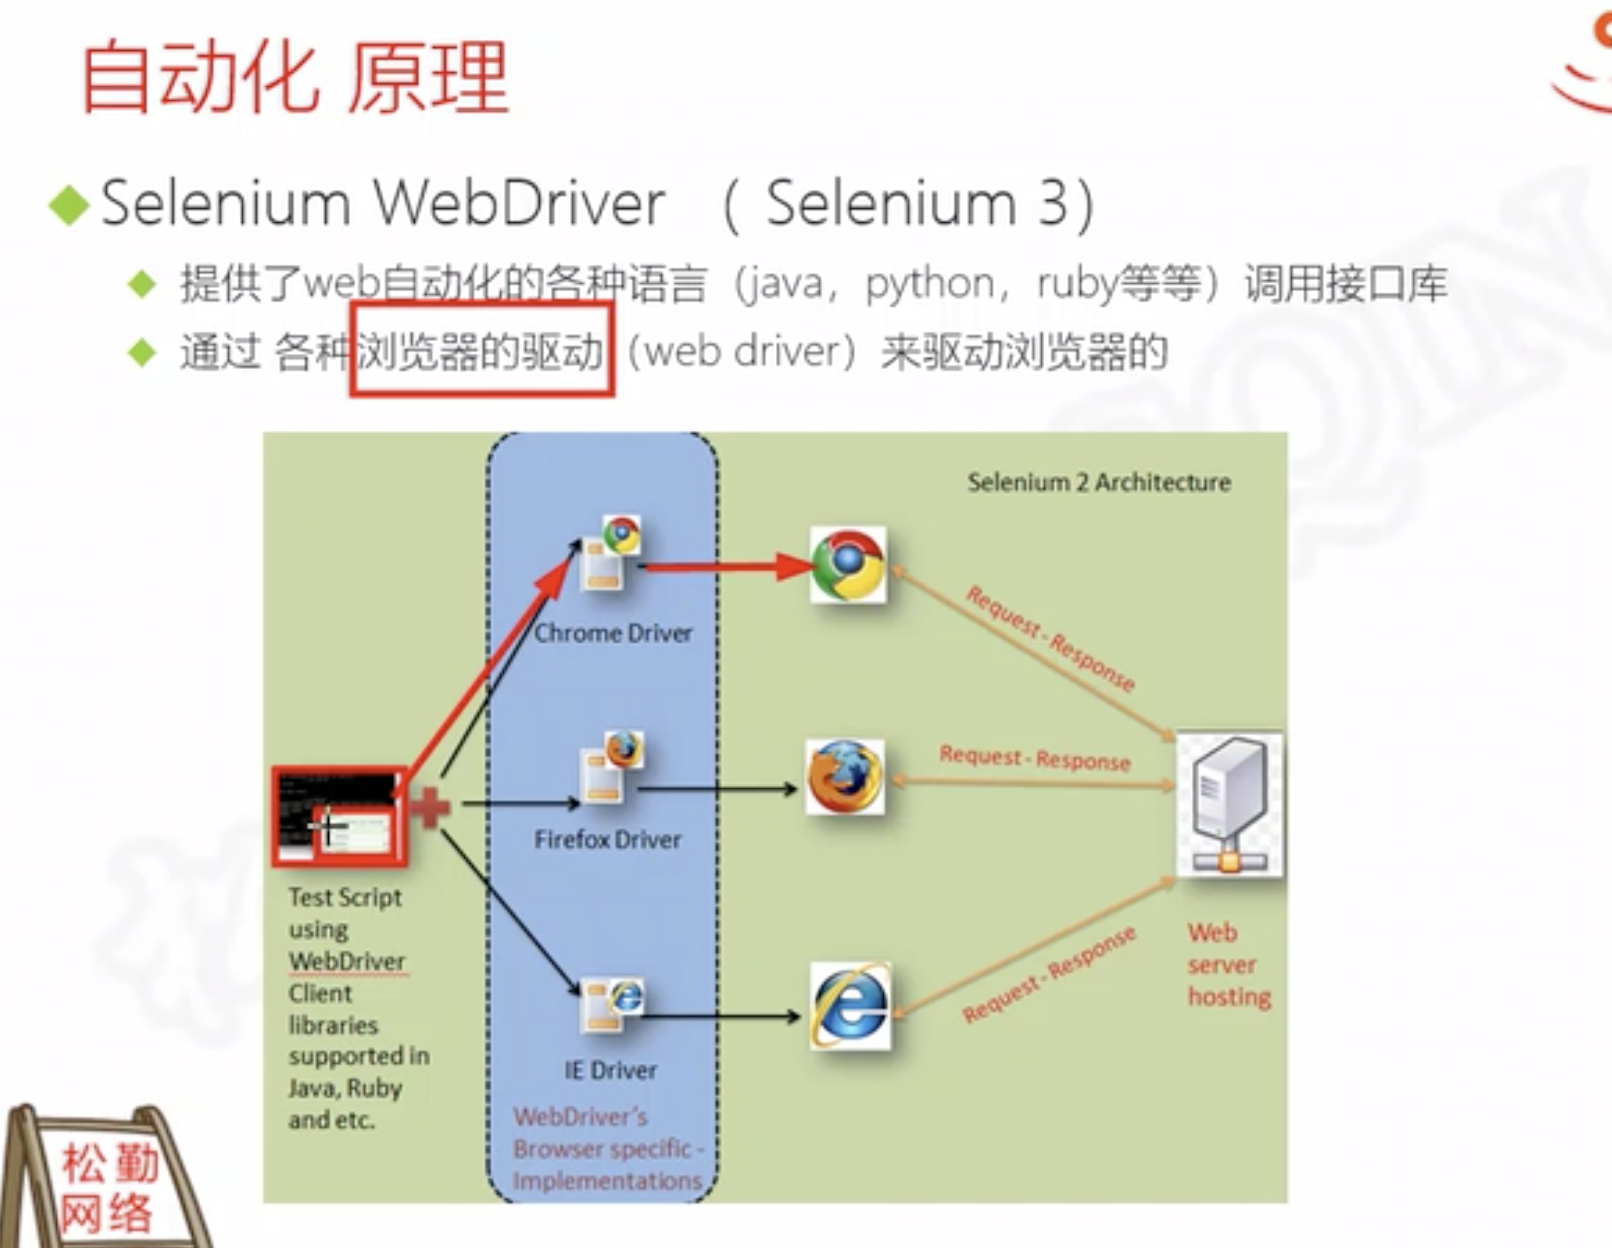 自动化 原理
Selenium WebDriver （ Selenium 3）
提供了web自动化的各种语言（java，python，ruby等等）调用接口库
通过 各种浏览器的驱动（web driver）来驱动浏览器的
Selenium 2 Architecture
Chrome Driver
Request - Response
Request - Response
Firefox Driver
Test Script
using
WebDriver
Client
libraries
supported in
Java, Ruby
and etc.
Web
server
hosting
Request - Response
IE Driver
WebDriver’s
Browser specific -
Implementations
松勤
网络